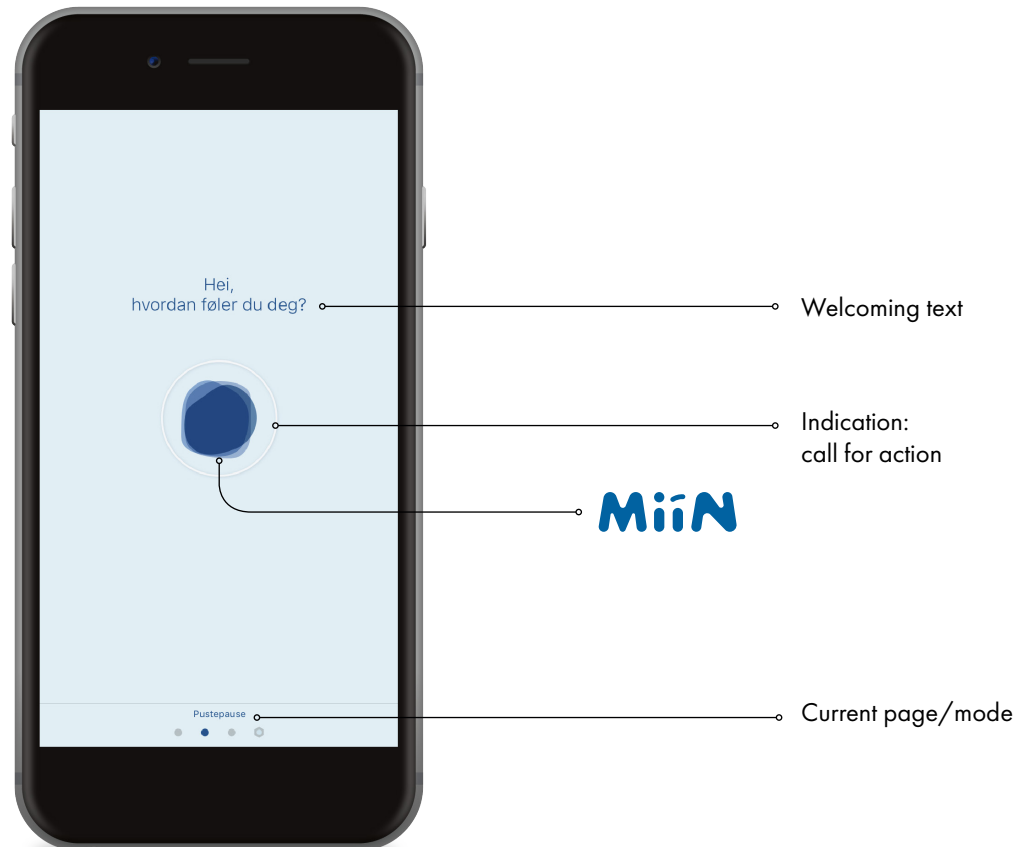 Hei,
hvordan føler du deg?
Welcoming text
Indication:
call for action
MiiN
Pustepause
Current page/mode